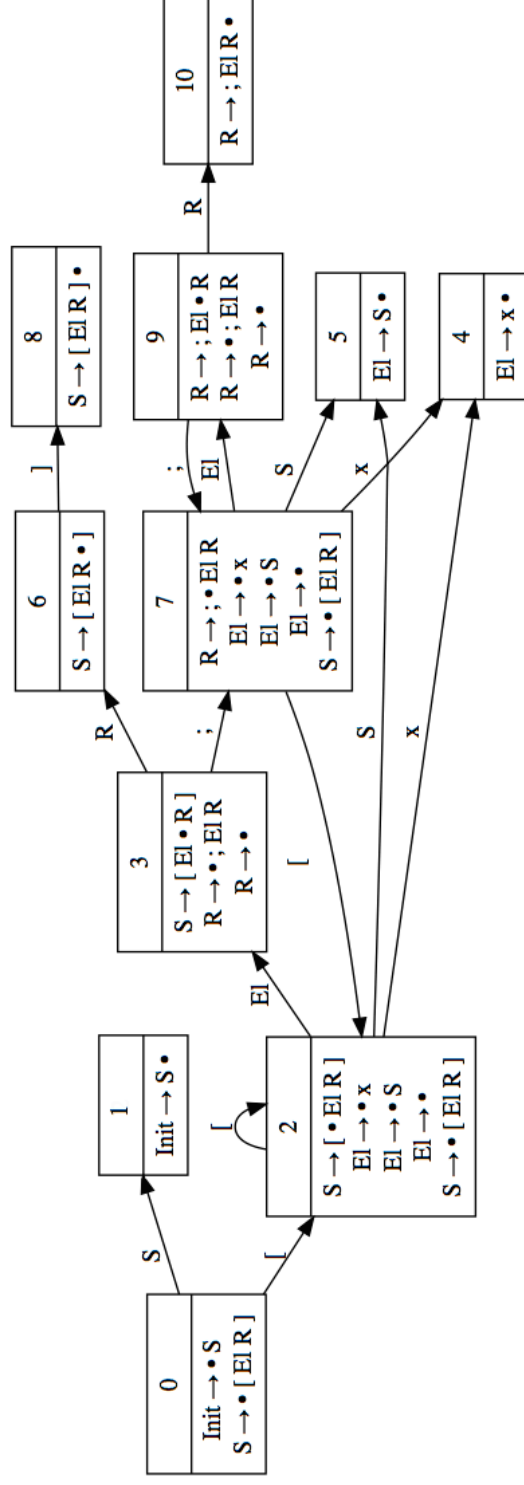 0
Init → • S
S → • [ El R ]
S
[
1
Init → S •
[
2
S → [ • El R ]
El → • x
El → • S
El → •
S → • [ El R ]
El
[
S
x
3
S → [ El • R ]
R → • ; El R
R → •
R
;
6
S → [ El R • ]
]
7
R → ; • El R
El → • x
El → • S
El → •
S → • [ El R ]
;
El
S
x
8
S → [ El R ] •
9
R → ; El • R
R → • ; El R
R → •
R
5
El → S •
4
El → x •
10
R → ; El R •